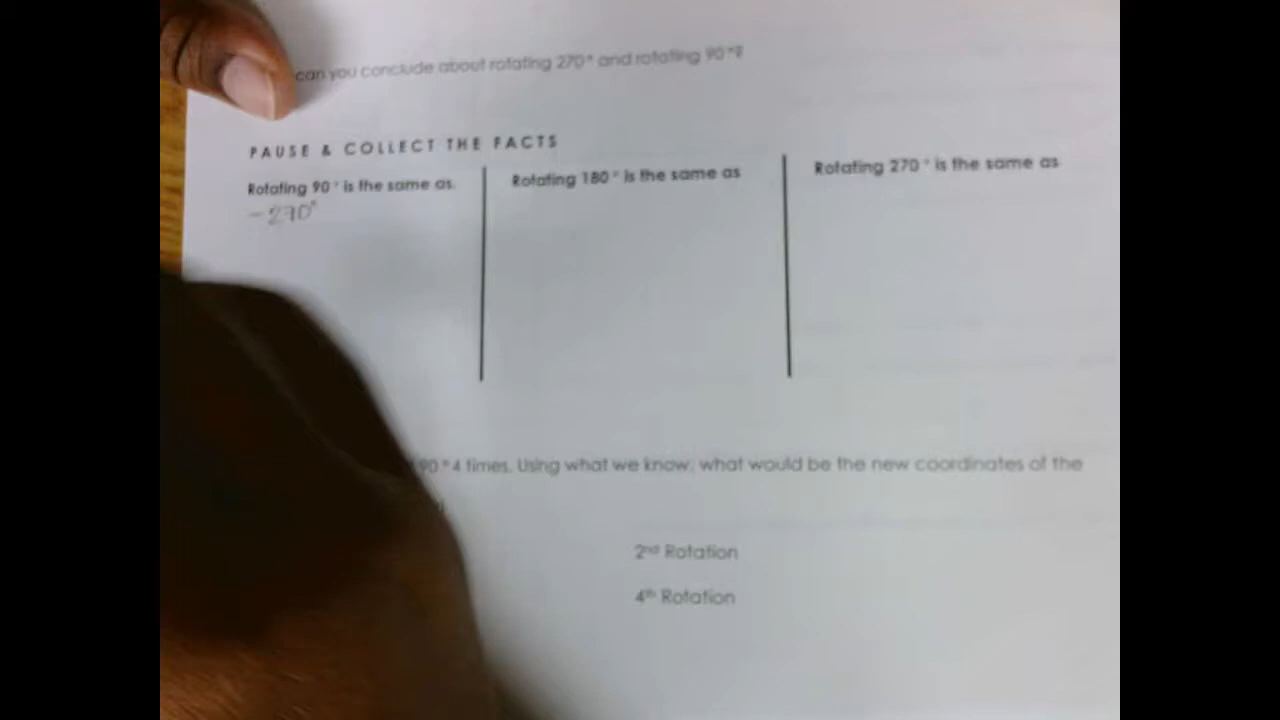 can you conclude about rotating 270° and rotating 90°?
PAUSE & COLLECT THE FACTS
Rotating 90° is the same as
-270°
Rotating 180° is the same as
Rotating 270° is the same as
90° 4 times. Using what we know, what would be the new coordinates of the
2nd Rotation
4th Rotation